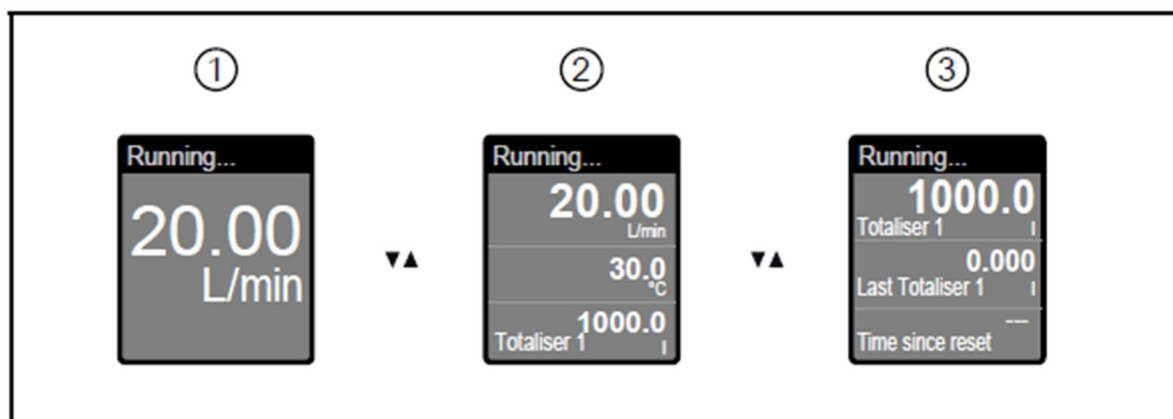 ① ② ③
Running...
20.00
L/min
▼▲
Running...
20.00
L/min
30.0
°C
1000.0
Totaliser 1 l
▼▲
Running...
1000.0
Totaliser 1 l
0.000
Last Totaliser 1 l
---
Time since reset